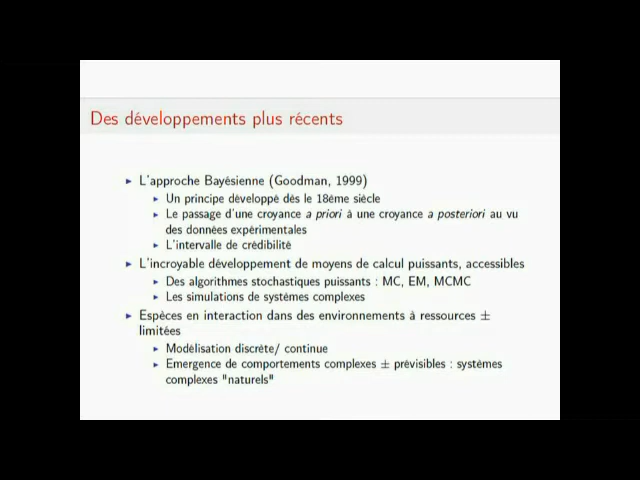 Des développements plus récents
L'approche Bayésienne (Goodman, 1999)
Un principe développé dès le 18ème siècle
Le passage d'une croyance a priori à une croyance a posteriori au vu
des données expérimentales
L'intervalle de crédibilité
L'incroyable développement de moyens de calcul puissants, accessibles
Des algorithmes stochastiques puissants : MC, EM, MCMC
Les simulations de systèmes complexes
Espèces en interaction dans des environnements à ressources ±
limitées
Modélisation discrète/ continue
Emergence de comportements complexes ± prévisibles : systèmes
complexes "naturels"